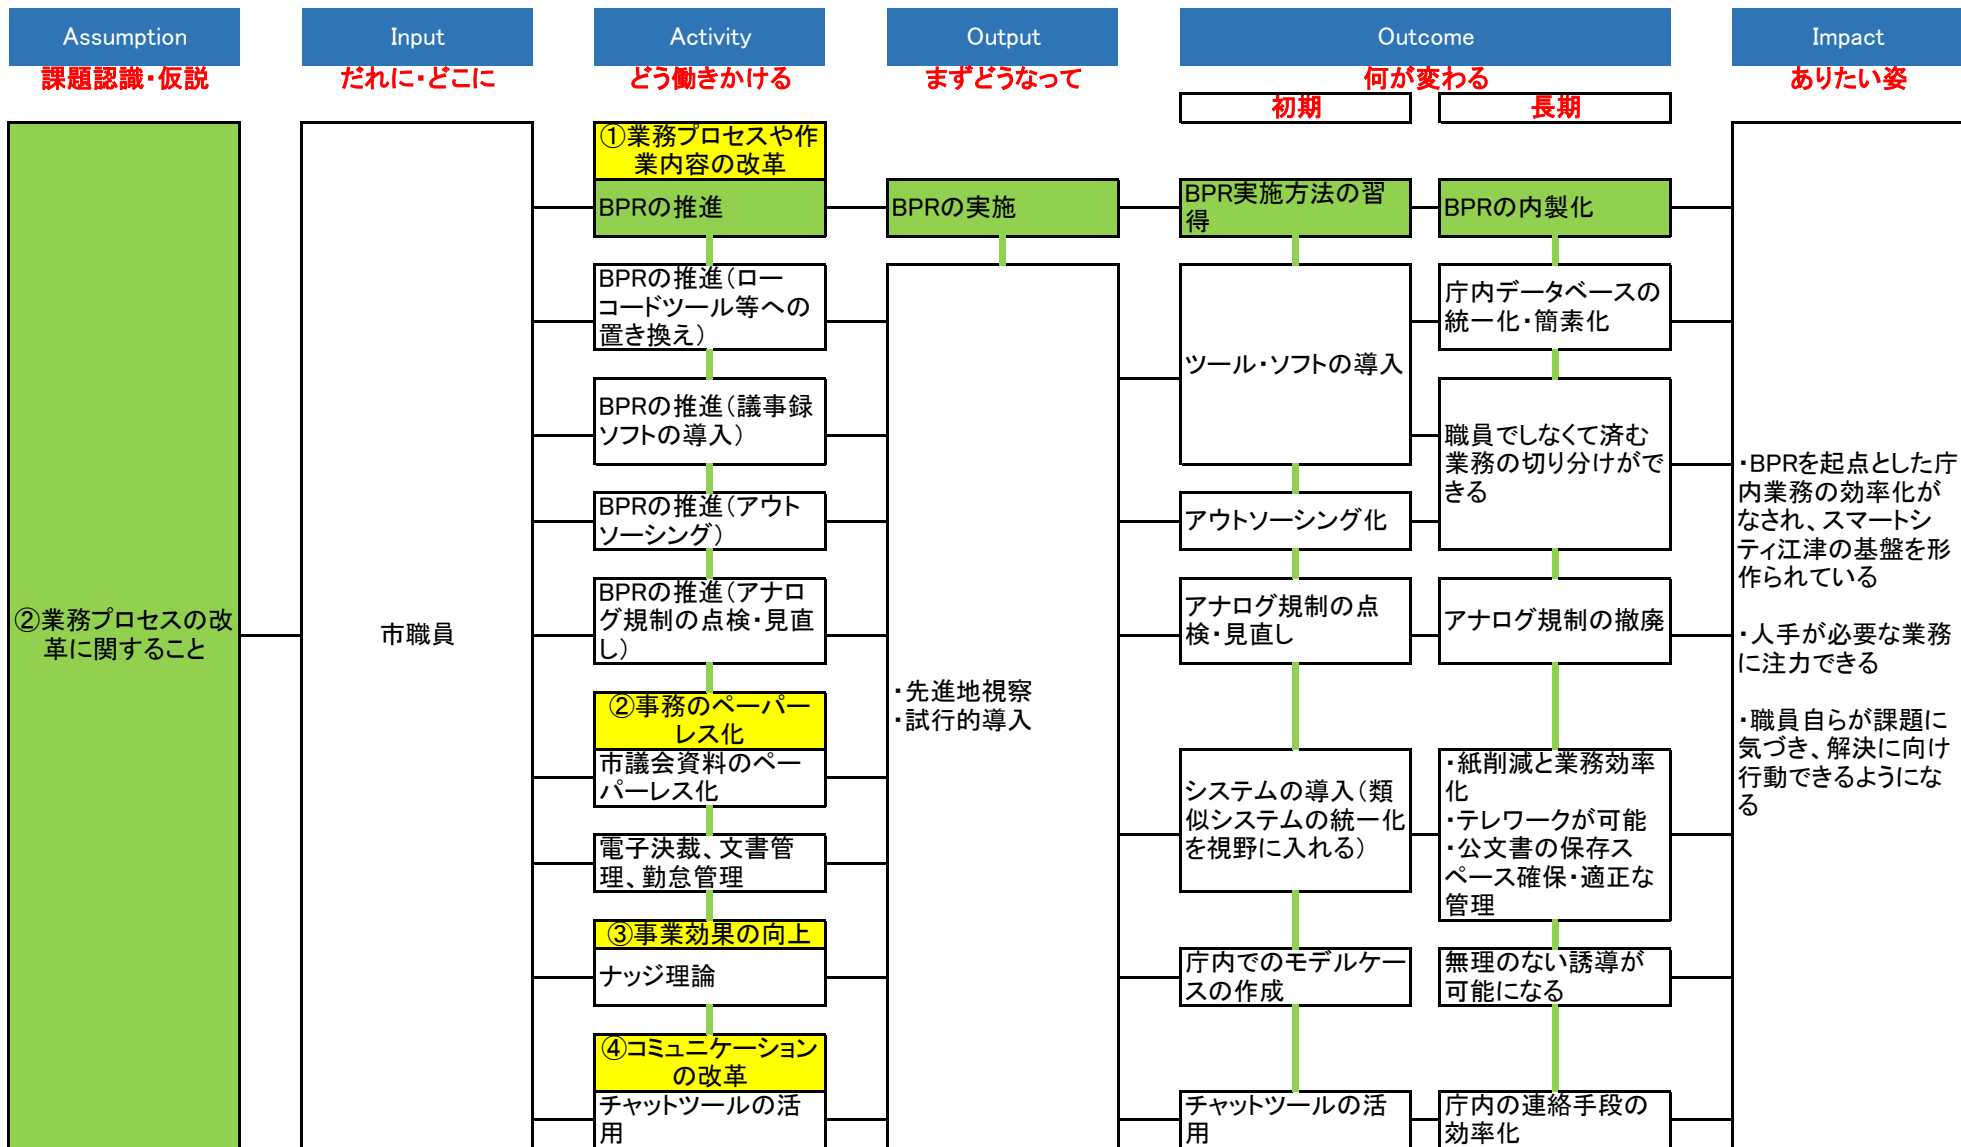 Assumption
Input
Activity
Output
Outcome
Impact
課題認識・仮説
だれに・どこに
どう働きかける
まずどうなって
何が変わる
ありたい姿
初期
長期
②業務プロセスの改
革に関すること
市職員
①業務プロセスや作
業内容の改革
BPRの推進
BPRの推進（ロー
コードツール等への
置き換え）
BPRの推進（議事録
ソフトの導入）
BPRの推進（アウト
ソーシング）
BPRの推進（アナロ
グ規制の点検・見直
し）
②事務のペーパー
レス化
市議会資料のペー
パーレス化
電子決裁、文書管
理、勤怠管理
③事業効果の向上
ナッジ理論
④コミュニケーション
の改革
チャットツールの活
用
BPRの実施
・先進地視察
・試行的導入
BPR実施方法の習
得
ツール・ソフトの導入
アウトソーシング化
アナログ規制の点
検・見直し
システムの導入（類
似システムの統一化
を視野に入れる）
庁内でのモデルケー
スの作成
チャットツールの活
用
BPRの内製化
庁内データベースの
統一化・簡素化
職員でしなくて済む
業務の切り分けがで
きる
アナログ規制の撤廃
・紙削減と業務効率
化
・テレワークが可能
・公文書の保存ス
ペース確保・適正な
管理
無理のない誘導が
可能になる
庁内の連絡手段の
効率化
・BPRを起点とした庁
内業務の効率化が
なされ、スマートシ
ティ江津の基盤を形
作られている
・人手が必要な業務
に注力できる
・職員自らが課題に
気づき、解決に向け
行動できるようにな
る